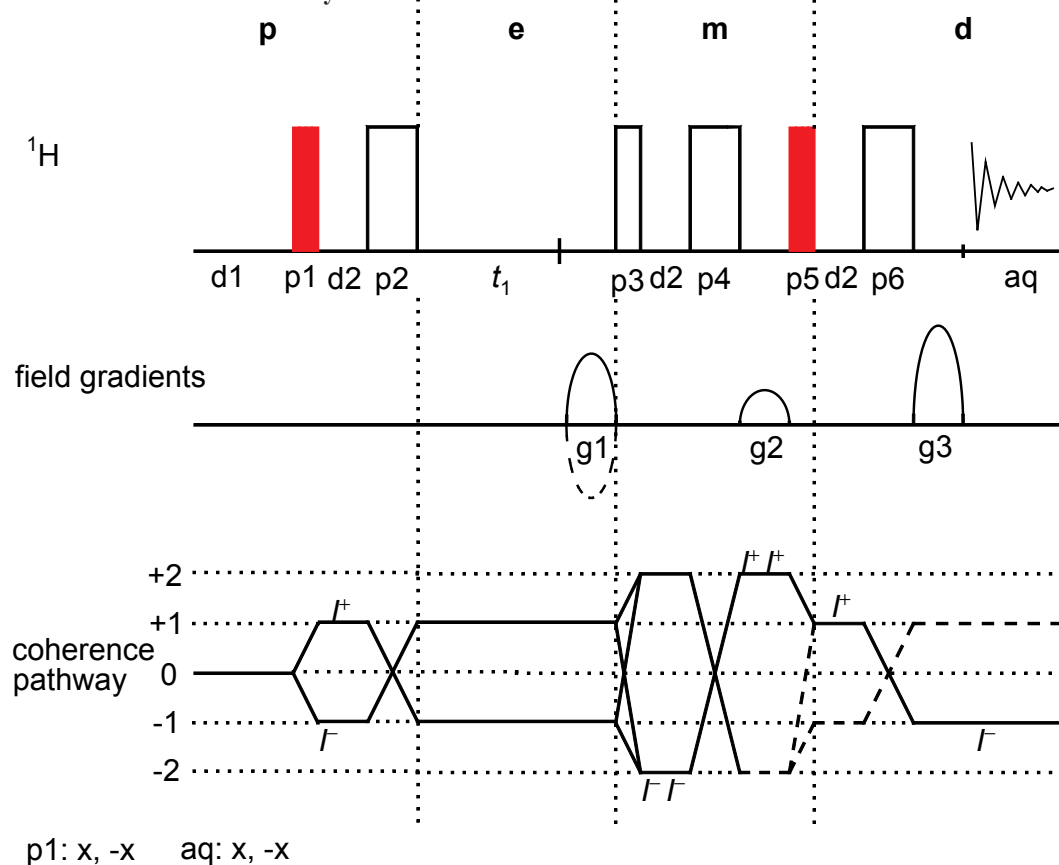 p e m d
¹H
d1 p1 d2 p2 t₁ p3 d2 p4 p5 d2 p6 aq
field gradients
g1 g2 g3
+2 I⁺ I⁺
+1 I⁺ I⁺
coherence
pathway 0
-1 I⁻ I⁻
-2 I⁻ I⁻
p1: x, -x aq: x, -x